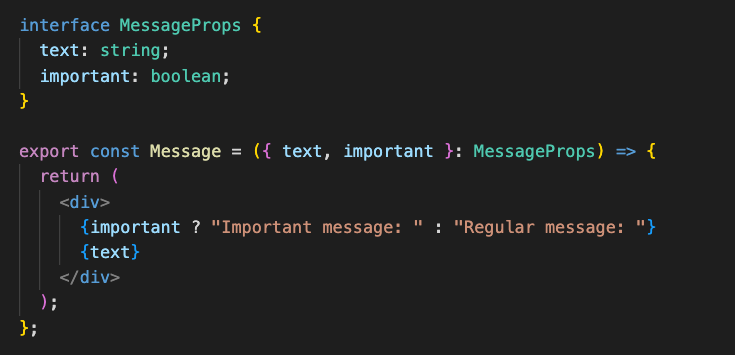 interface MessageProps {
  text: string;
  important: boolean;
}

export const Message = ({ text, important }: MessageProps) => {
  return (
    <div>
      {important ? "Important message: " : "Regular message: "}
      {text}
    </div>
  );
};